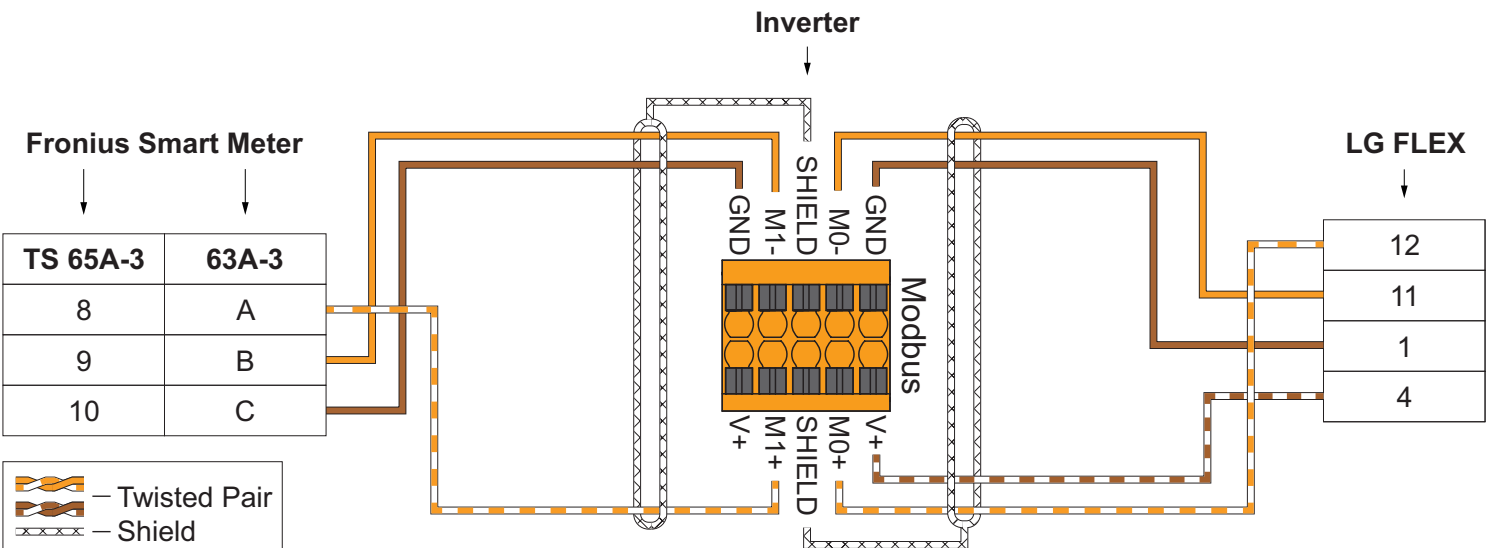 Inverter
Fronius Smart Meter
LG FLEX
TS 65A-3 63A-3
8 A
9 B
10 C
GND
M1-
SHIELD
M0-
GND
Modbus
V+
M1+
SHIELD
M0+
V+
12
11
1
4
— Twisted Pair
— Shield